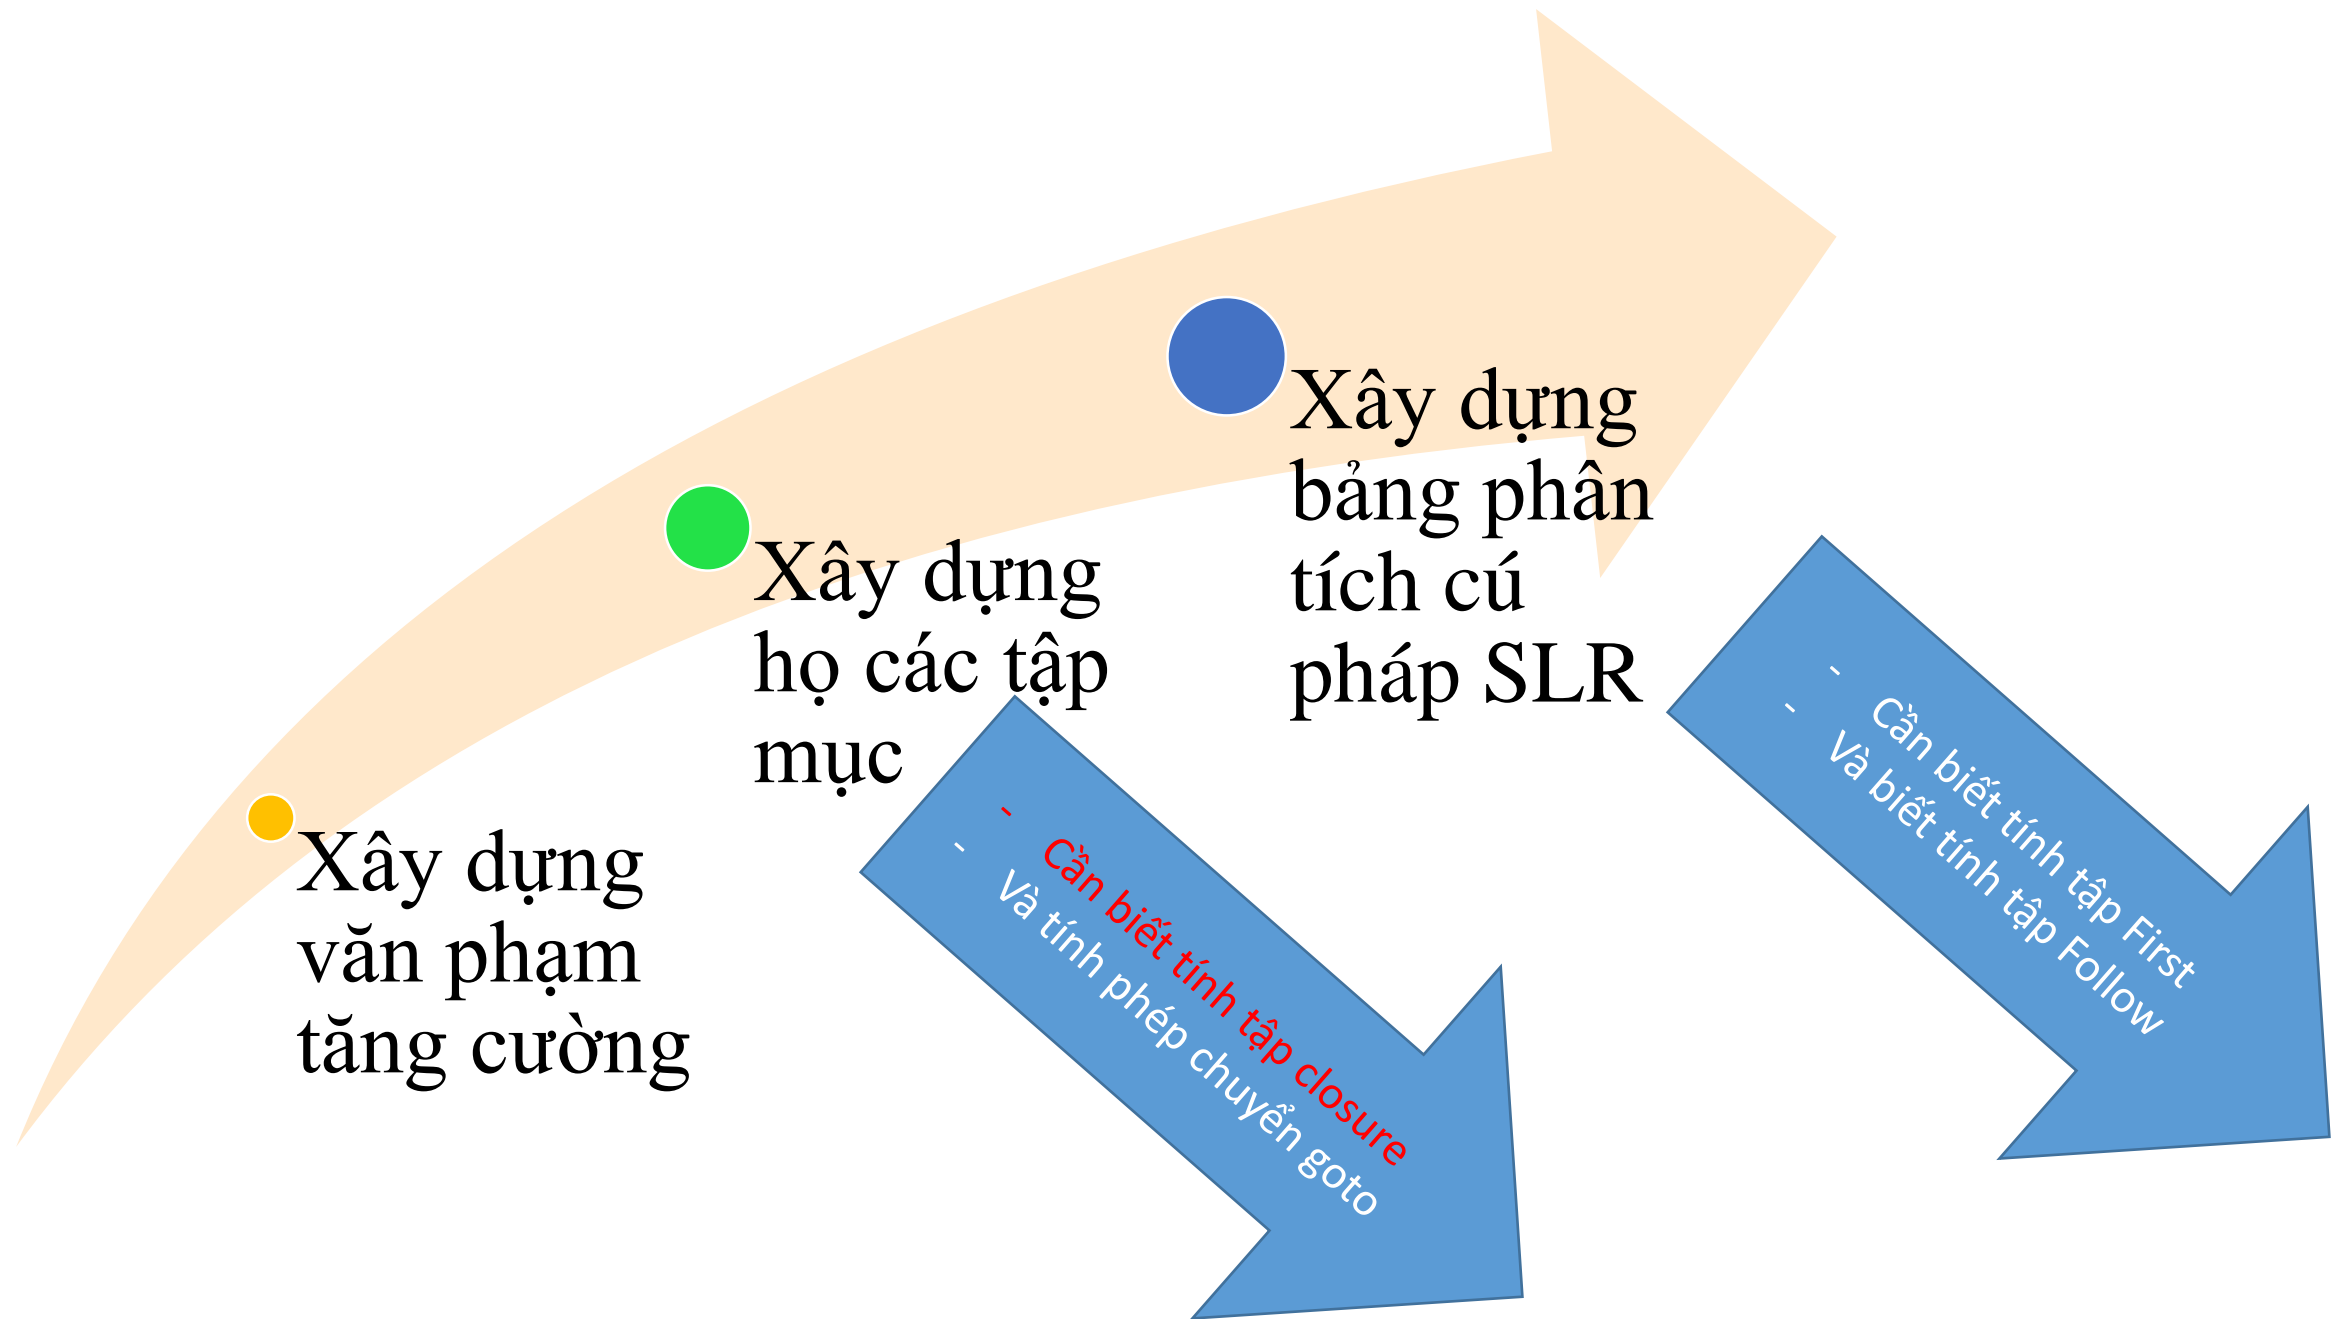 Xây dựng
văn phạm
tăng cường
Xây dựng
họ các tập
mục
- Cần biết tính tập closure
- Và tính phép chuyển goto
Xây dựng
bảng phân
tích cú
pháp SLR
- Cần biết tính tập First
- Và biết tính tập Follow